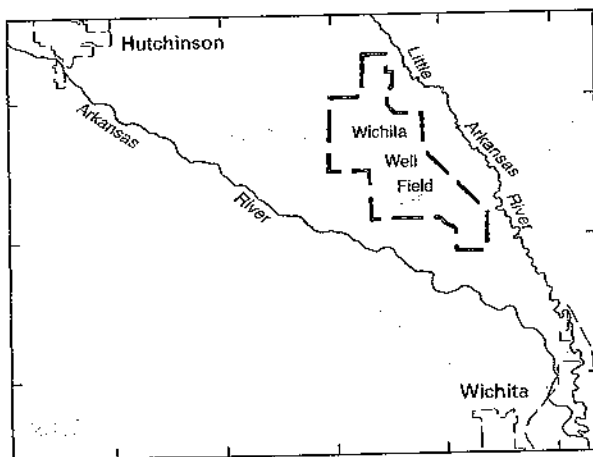 Hutchinson
Little
Arkansas
River
Wichita
Well
Field
Arkansas
River
Wichita